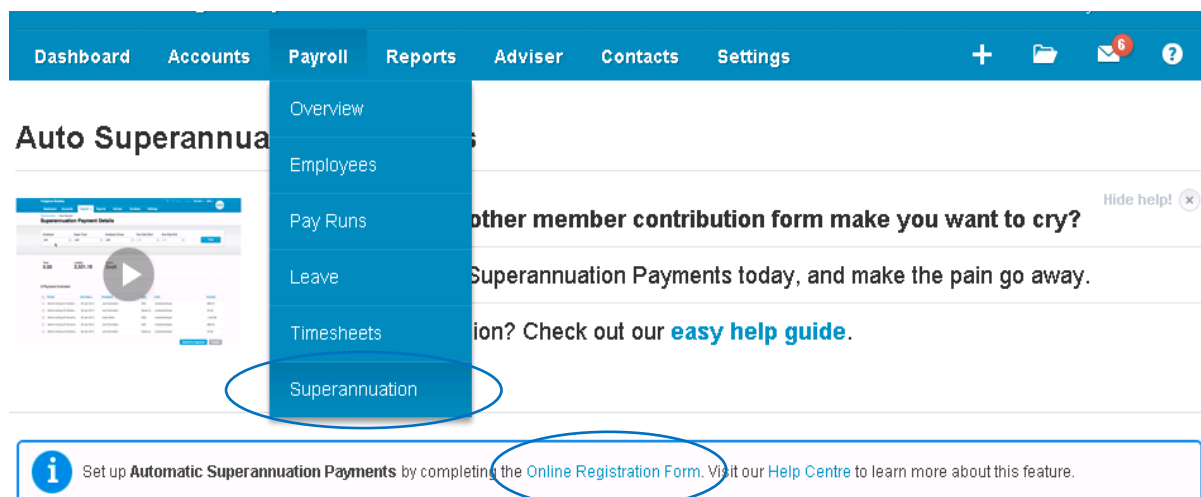 Dashboard Accounts Payroll Reports Adviser Contacts Settings 6 ?
Overview
Auto Superannua
Employees
Hide help!
Pay Runs
other member contribution form make you want to cry?
Leave
Superannuation Payments today, and make the pain go away.
Timesheets
ion? Check out our easy help guide.
Superannuation
Set up Automatic Superannuation Payments by completing the Online Registration Form. Visit our Help Centre to learn more about this feature.